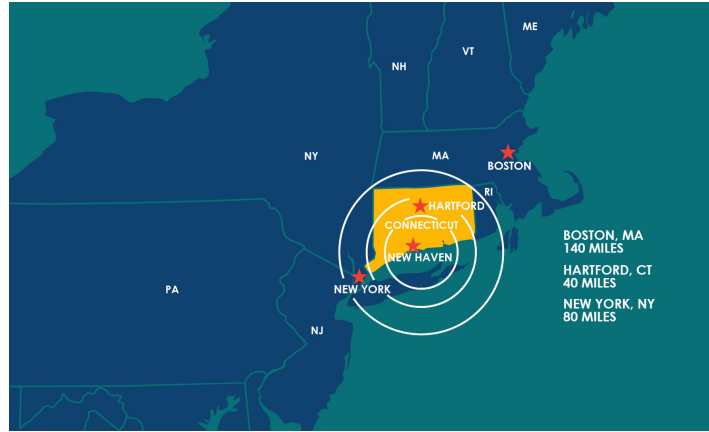 ME
VT
NH
NY
MA
BOSTON
RI
HARTFORD
CONNECTICUT
NEW HAVEN
NEW YORK
PA
NJ
BOSTON, MA
140 MILES
HARTFORD, CT
40 MILES
NEW YORK, NY
80 MILES